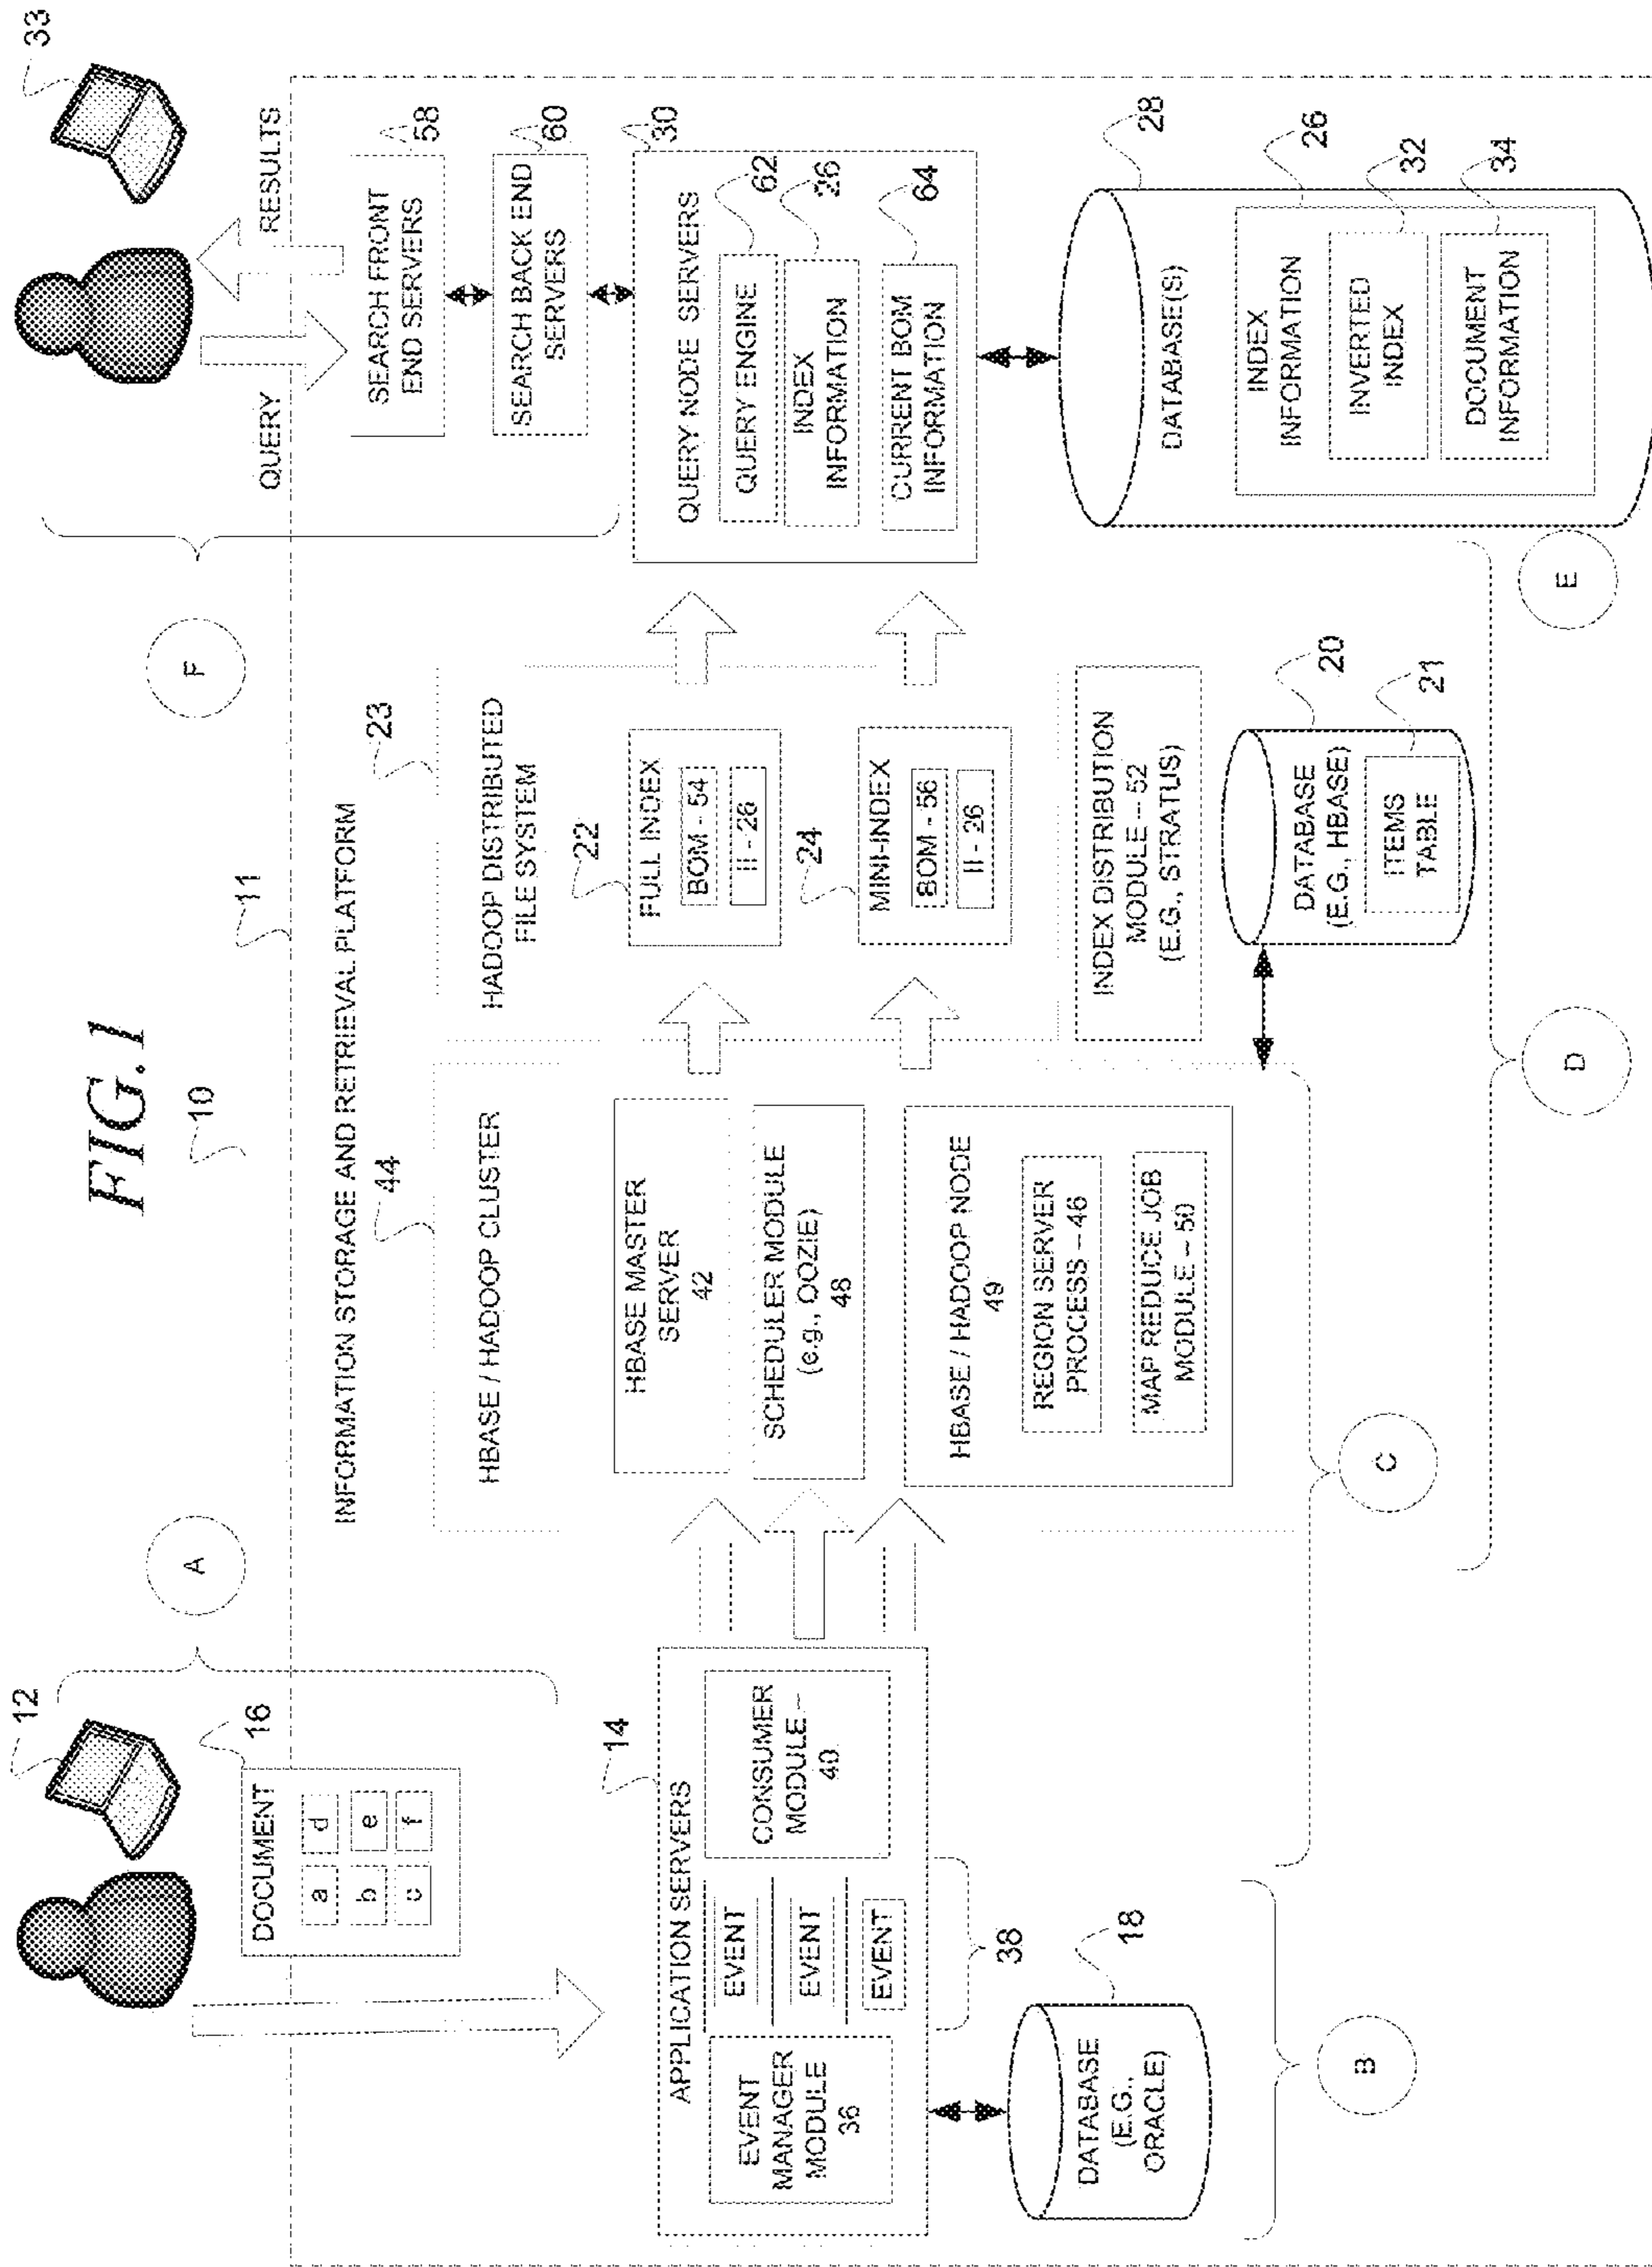 FIG.1
10
11
12
16
DOCUMENT
a
d
b
e
c
f
A
F
QUERY
RESULTS
33
INFORMATION STORAGE AND RETRIEVAL PLATFORM
14
APPLICATION SERVERS
EVENT
MANAGER
MODULE
36
EVENT
EVENT
EVENT
38
CONSUMER
MODULE –
40
DATABASE
(E.G.,
ORACLE)
18
B
44
HBASE / HADOOP CLUSTER
HBASE MASTER
SERVER
42
SCHEDULER MODULE
(e.g., OOZIE)
48
HBASE / HADOOP NODE
49
REGION SERVER
PROCESS – 46
MAP REDUCE JOB
MODULE – 50
C
23
HADOOP DISTRIBUTED
FILE SYSTEM
22
FULL INDEX
BOM - 54
II - 26
24
MINI-INDEX
BOM - 56
II - 26
INDEX DISTRIBUTION
MODULE – 52
(E.G., STRATUS)
DATABASE
(E.G., HBASE)
20
ITEMS
TABLE
21
D
SEARCH FRONT
END SERVERS
58
SEARCH BACK END
SERVERS
60
QUERY NODE SERVERS
30
QUERY ENGINE
62
INDEX
INFORMATION
26
CURRENT BOM
INFORMATION
64
DATABASE(S)
28
INDEX
INFORMATION
26
INVERTED
INDEX
32
DOCUMENT
INFORMATION
34
E